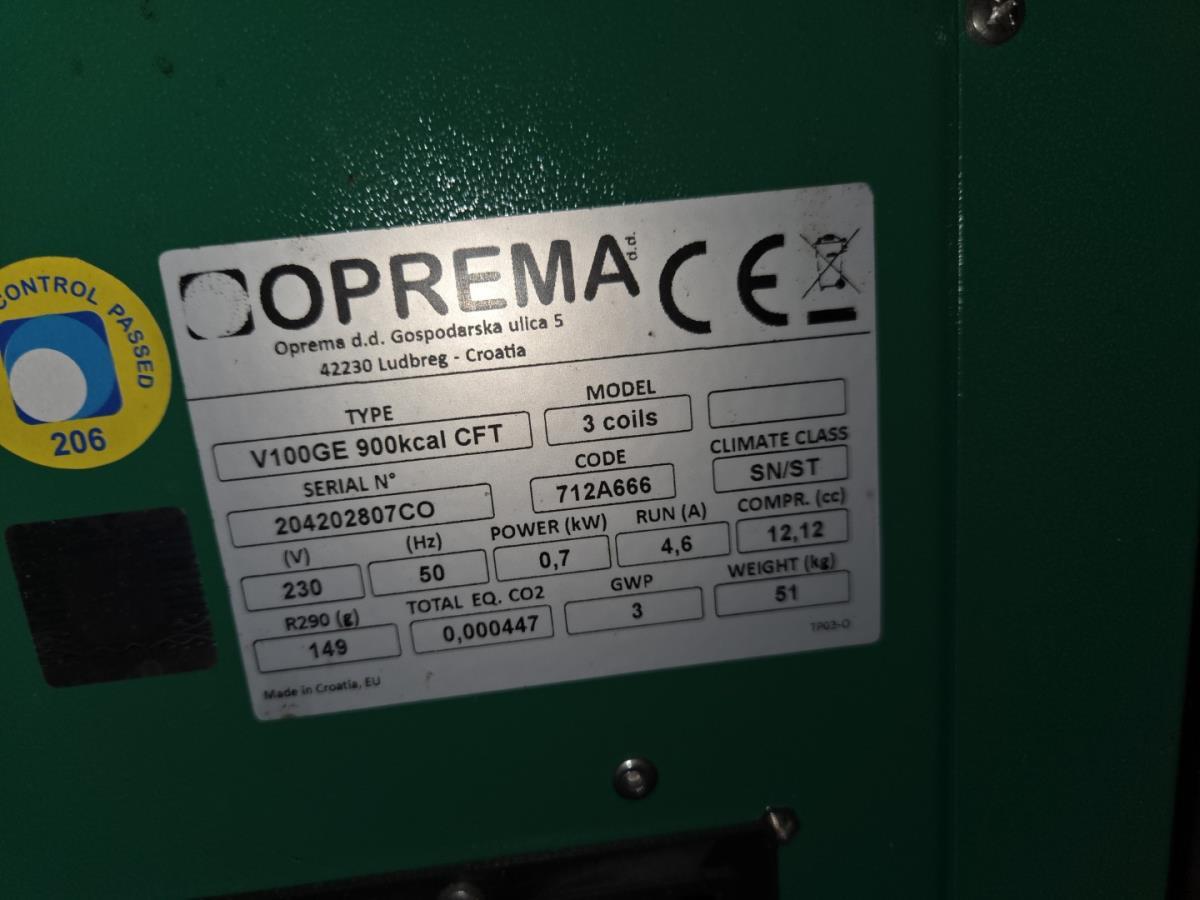 OPREMA d.d.
CE
Oprema d.d. Gospodarska ulica 5
42230 Ludbreg - Croatia
CONTROL PASSED
206
TYPE MODEL
V100GE 900kcal CFT 3 coils
SERIAL N° CODE CLIMATE CLASS
204202807CO 712A666 SN/ST
(V) (Hz) POWER (kW) RUN (A) COMPR. (cc)
230 50 0,7 4,6 12,12
R290 (g) TOTAL EQ. CO2 GWP WEIGHT (kg)
149 0,000447 3 51
TP03-O
Made in Croatia, EU